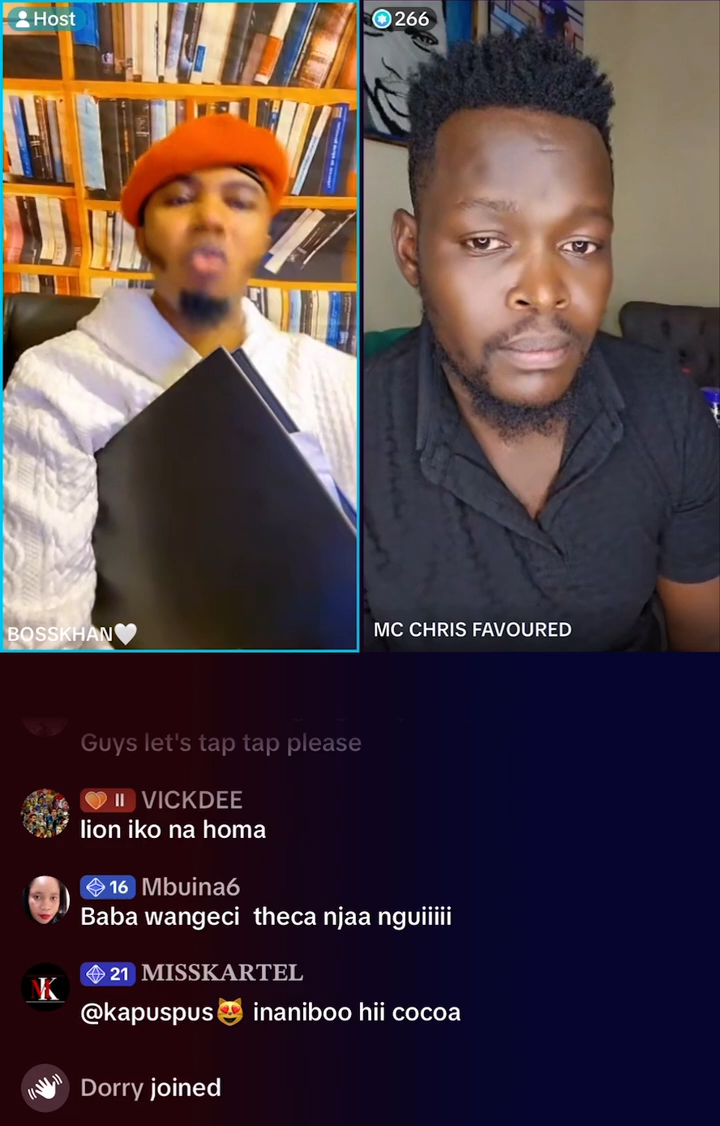 Host
266
BOSSKHAN🤍
MC CHRIS FAVOURED
Guys let's tap tap please
II VICKDEE
lion iko na homa
16 Mbuina6
Baba wangeci theca njaa nguiiiii
21 MISSKARTEL
@kapuspus😻 inaniboo hii cocoa
Dorry joined